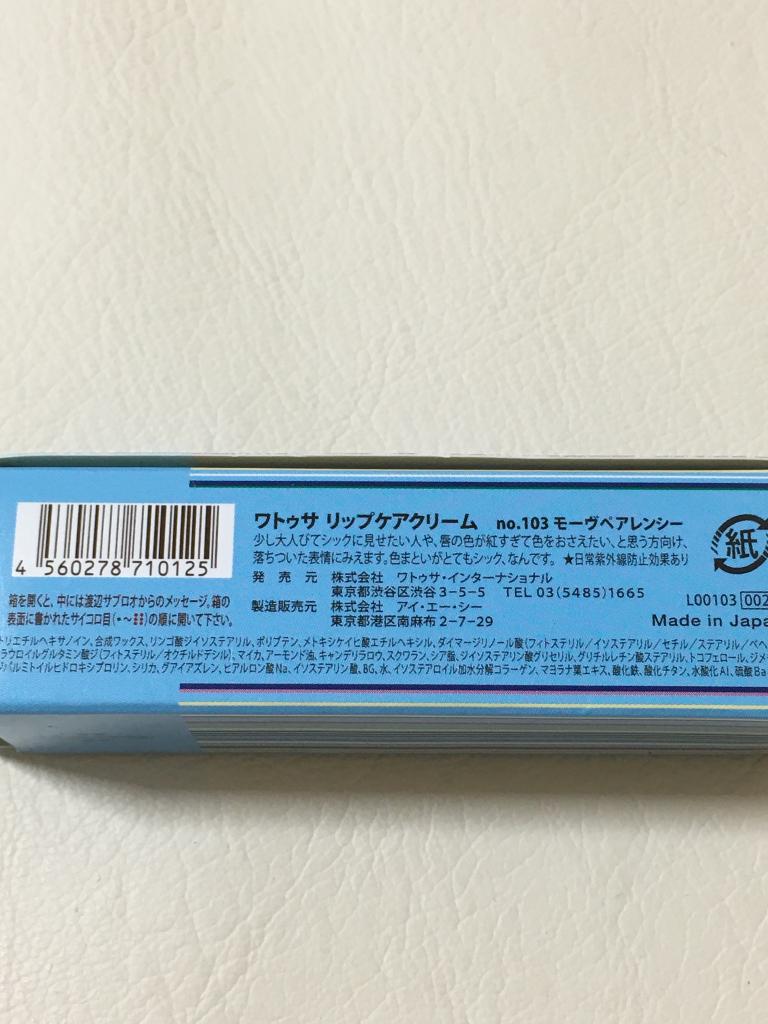 4 560278 710125
箱を開くと、中には渡辺サブロオからのメッセージ。箱の
表面に書かれたサイコロ目(⚀〜⚅)の順に開いて下さい。
ワトゥサ リップケアクリーム no.103 モーヴペアレンシー
少し大人びてシックに見せたい人や、唇の色が紅すぎて色をおさえたい、と思う方向け、
落ちついた表情にみえます。色まといがとてもシック、なんです。 ★日常紫外線防止効果あり
発売元 株式会社 ワトゥサ・インターナショナル
東京都渋谷区渋谷3-5-5 TEL 03(5485)1665
製造販売元 株式会社 アイ・エー・シー
東京都港区南麻布2-7-29
紙
L00103 002
Made in Japa
トリエチルヘキサノイン、合成ワックス、リンゴ酸ジイソステアリル、ポリブテン、メトキシケイヒ酸エチルヘキシル、ダイマージリノール酸(フィトステリル/イソステアリル/セチル/ステアリル/ベヘ
ラウロイルグルタミン酸ジ(フィトステリル/オクチルドデシル)、マイカ、アーモンド油、キャンデリラロウ、スクワラン、シア脂、ジイソステアリン酸グリセリル、グリチルレチン酸ステアリル、トコフェロール、ジメ
パルミトイルヒドロキシプロリン、シリカ、グアイアズレン、ヒアルロン酸Na、イソステアリン酸、BG、水、イソステアロイル加水分解コラーゲン、マヨラナ葉エキス、酸化鉄、酸化チタン、水酸化Al、硫酸Ba